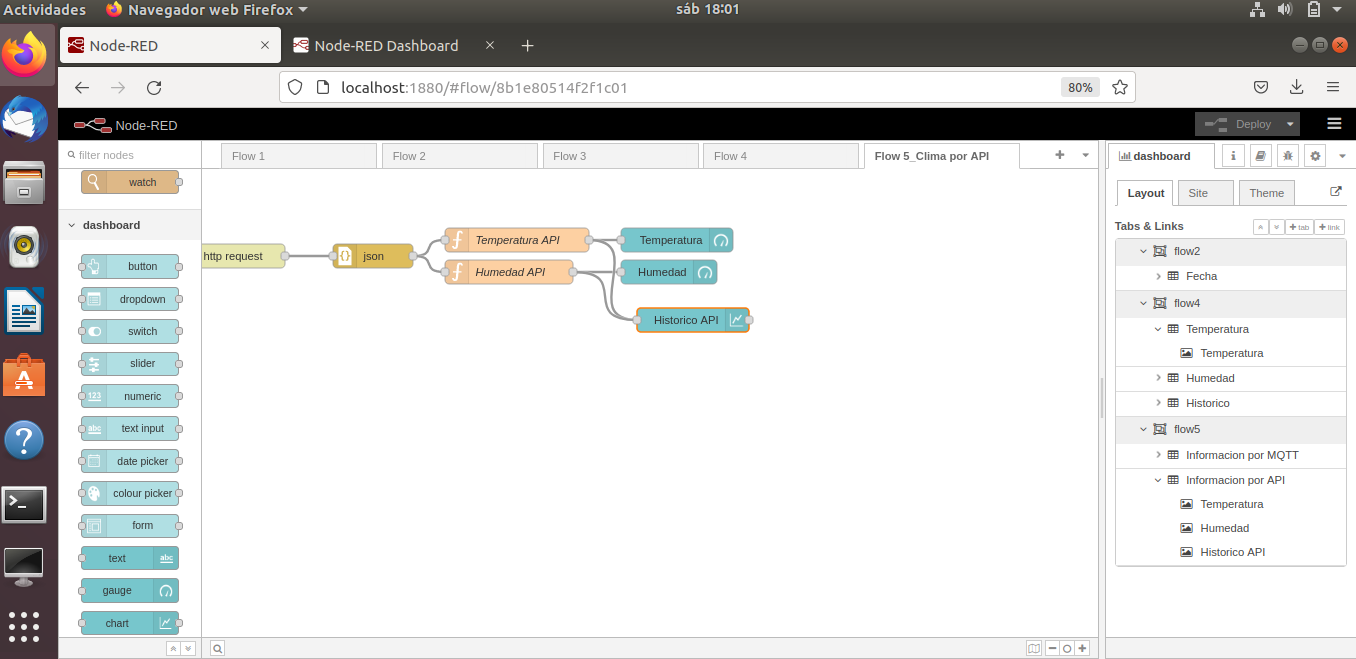 Actividades Navegador web Firefox sáb 18:01
Node-RED Node-RED Dashboard
localhost:1880/#flow/8b1e80514f2f1c01 80%
Node-RED Deploy
filter nodes Flow 1 Flow 2 Flow 3 Flow 4 Flow 5_Clima por API dashboard
watch
dashboard
button
dropdown
switch
slider
123 numeric
abc text input
date picker
colour picker
form
text abc
gauge
chart
http request
json
Temperatura API
Humedad API
Temperatura
Humedad
Historico API
Layout Site Theme
Tabs & Links tab link
flow2
Fecha
flow4
Temperatura
Temperatura
Humedad
Historico
flow5
Informacion por MQTT
Informacion por API
Temperatura
Humedad
Historico API